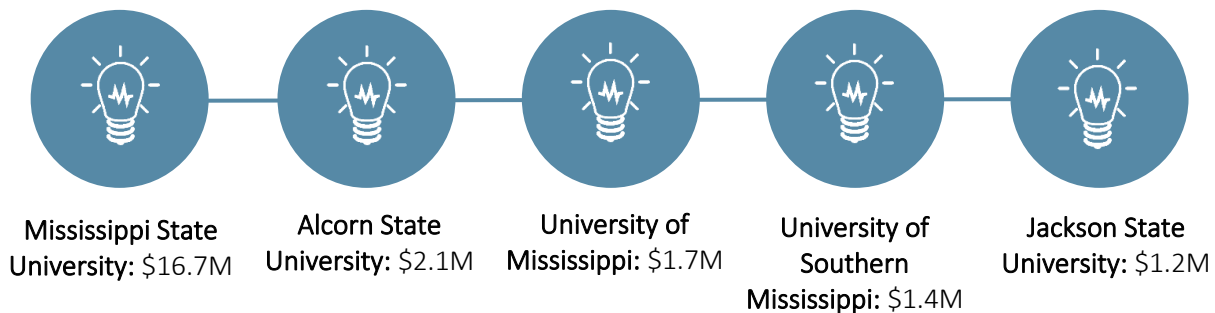 Mississippi State
University: $16.7M
Alcorn State
University: $2.1M
University of
Mississippi: $1.7M
University of
Southern
Mississippi: $1.4M
Jackson State
University: $1.2M